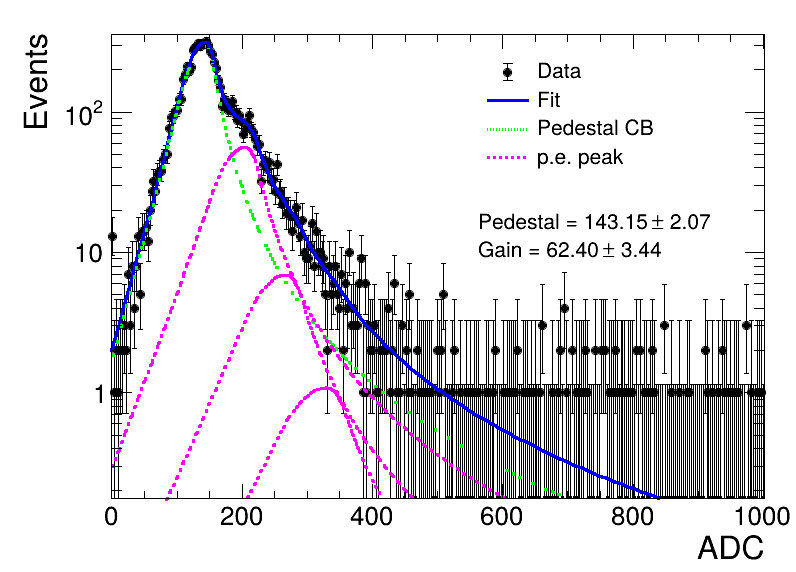 Events
10²
10
1
0
200
400
600
800
1000
ADC
Data
Fit
Pedestal CB
p.e. peak
Pedestal = 143.15 ± 2.07
Gain = 62.40 ± 3.44